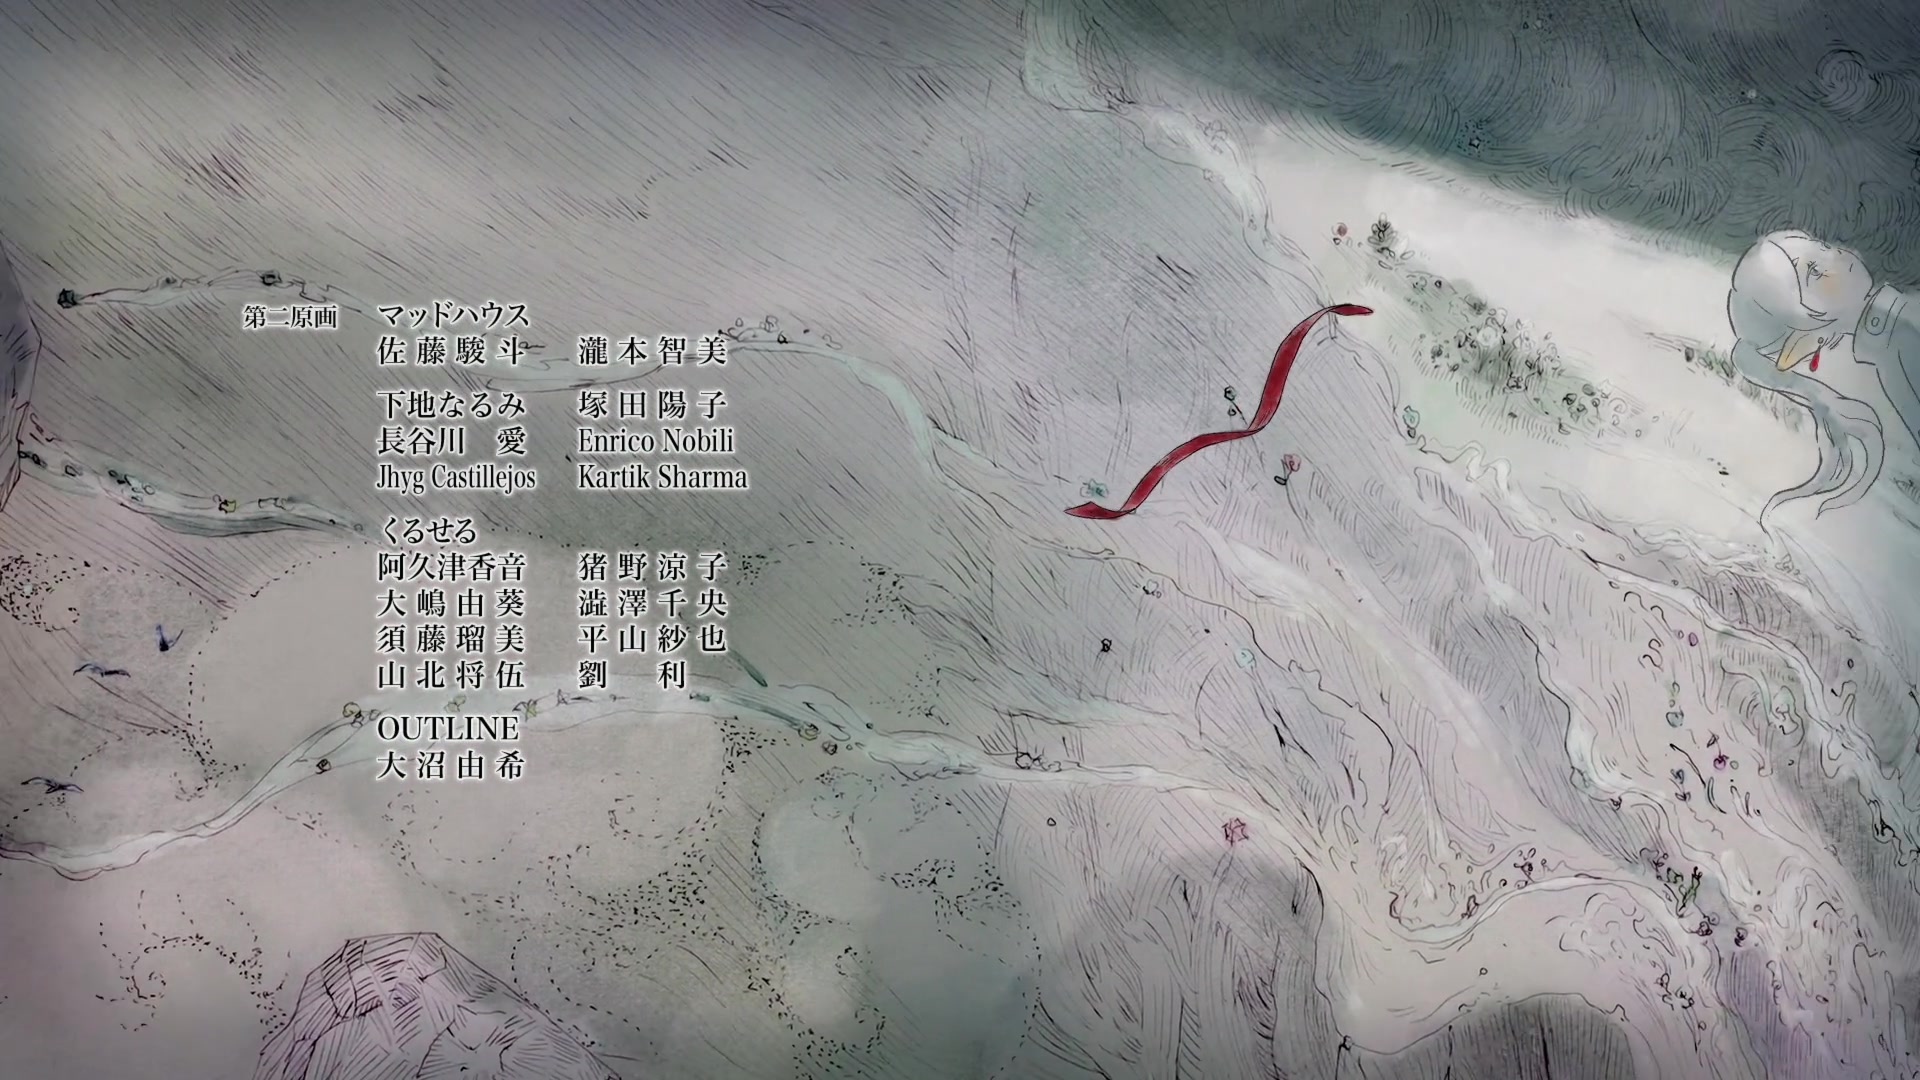 第二原画 マッドハウス
佐藤駿斗 瀧本智美
下地なるみ 塚田陽子
長谷川 愛 Enrico Nobili
Jhyg Castillejos Kartik Sharma
くるせる
阿久津香音 猪野涼子
大嶋由葵 澁澤千央
須藤瑠美 平山紗也
山北将伍 劉 利
OUTLINE
大沼由希